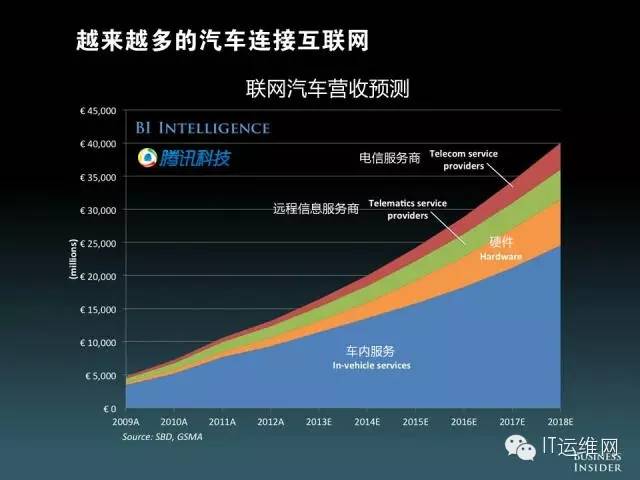 越来越多的汽车连接互联网
联网汽车营收预测
€ 45,000
€ 40,000
€ 35,000
€ 30,000
€ 25,000
€ 20,000
€ 15,000
€ 10,000
€ 5,000
€ 0
(millions)
BI INTELLIGENCE
腾讯科技
电信服务商
Telecom service
providers
远程信息服务商
Telematics service
providers
硬件
Hardware
车内服务
In-vehicle services
2009A 2010A 2011A 2012A 2013E 2014E 2015E 2016E 2017E 2018E
Source: SBD, GSMA
IT运维网
BUSINESS
INSIDER